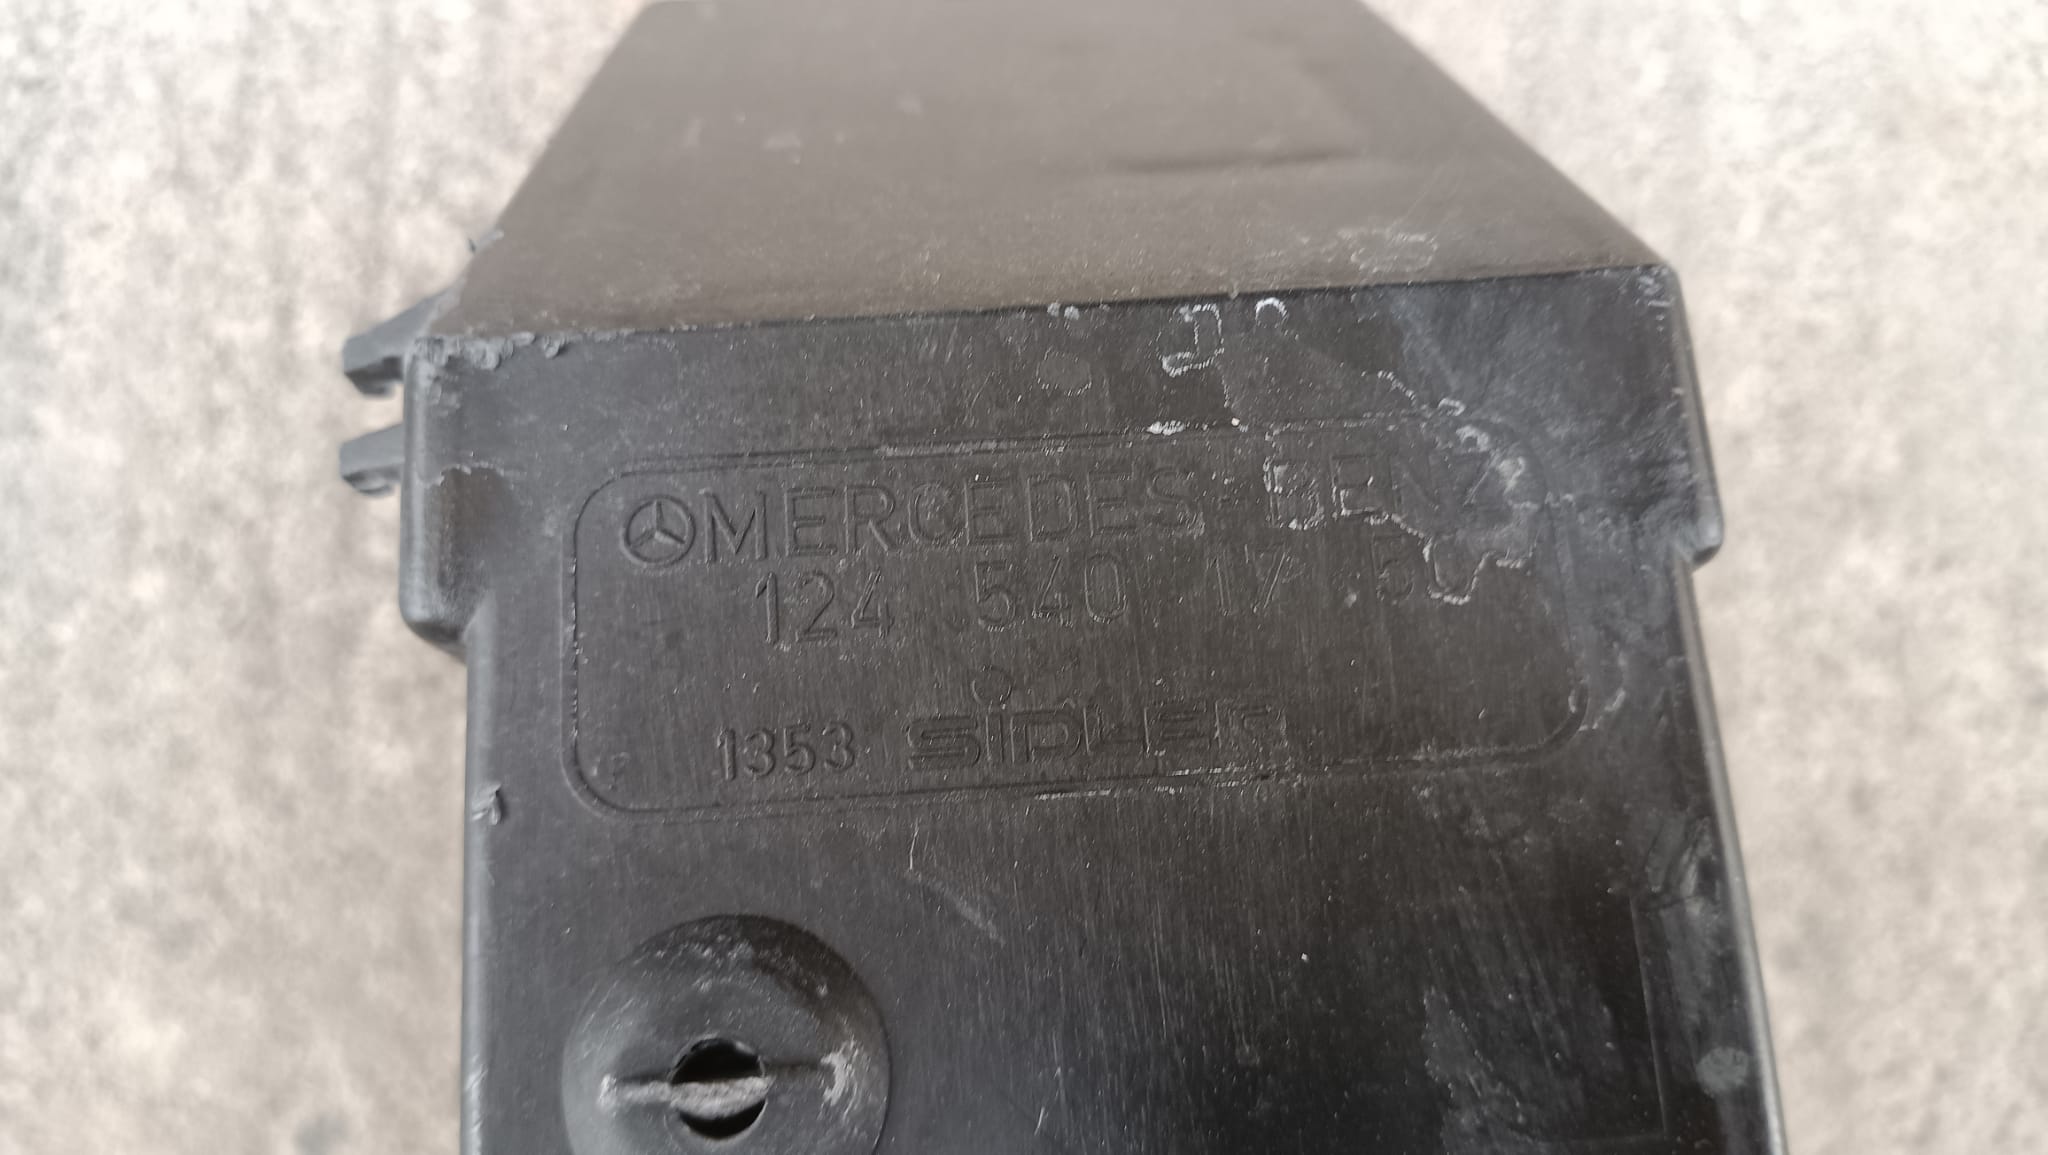 MERCEDES-BENZ
124 540 17 50
1353 SIDLER